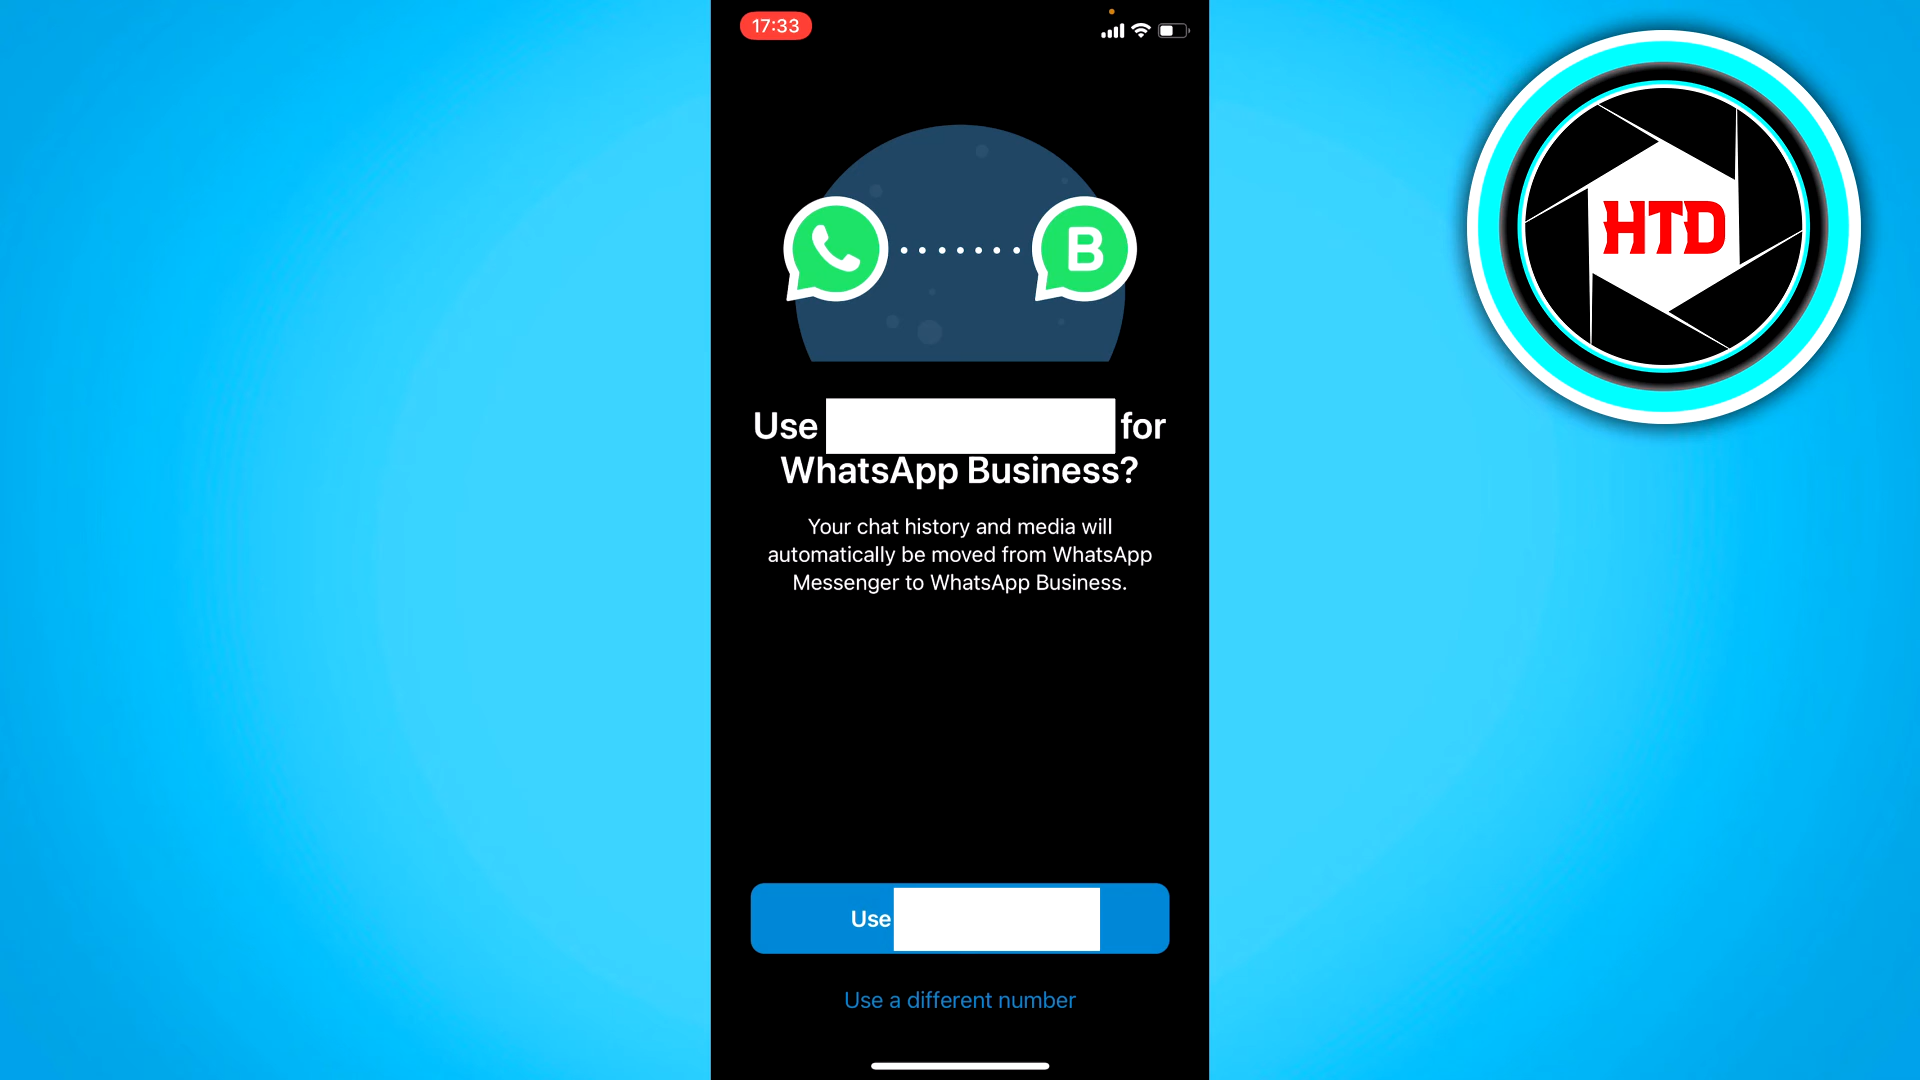 17:33
HTD
B
Use for
WhatsApp Business?
Your chat history and media will
automatically be moved from WhatsApp
Messenger to WhatsApp Business.
Use
Use a different number